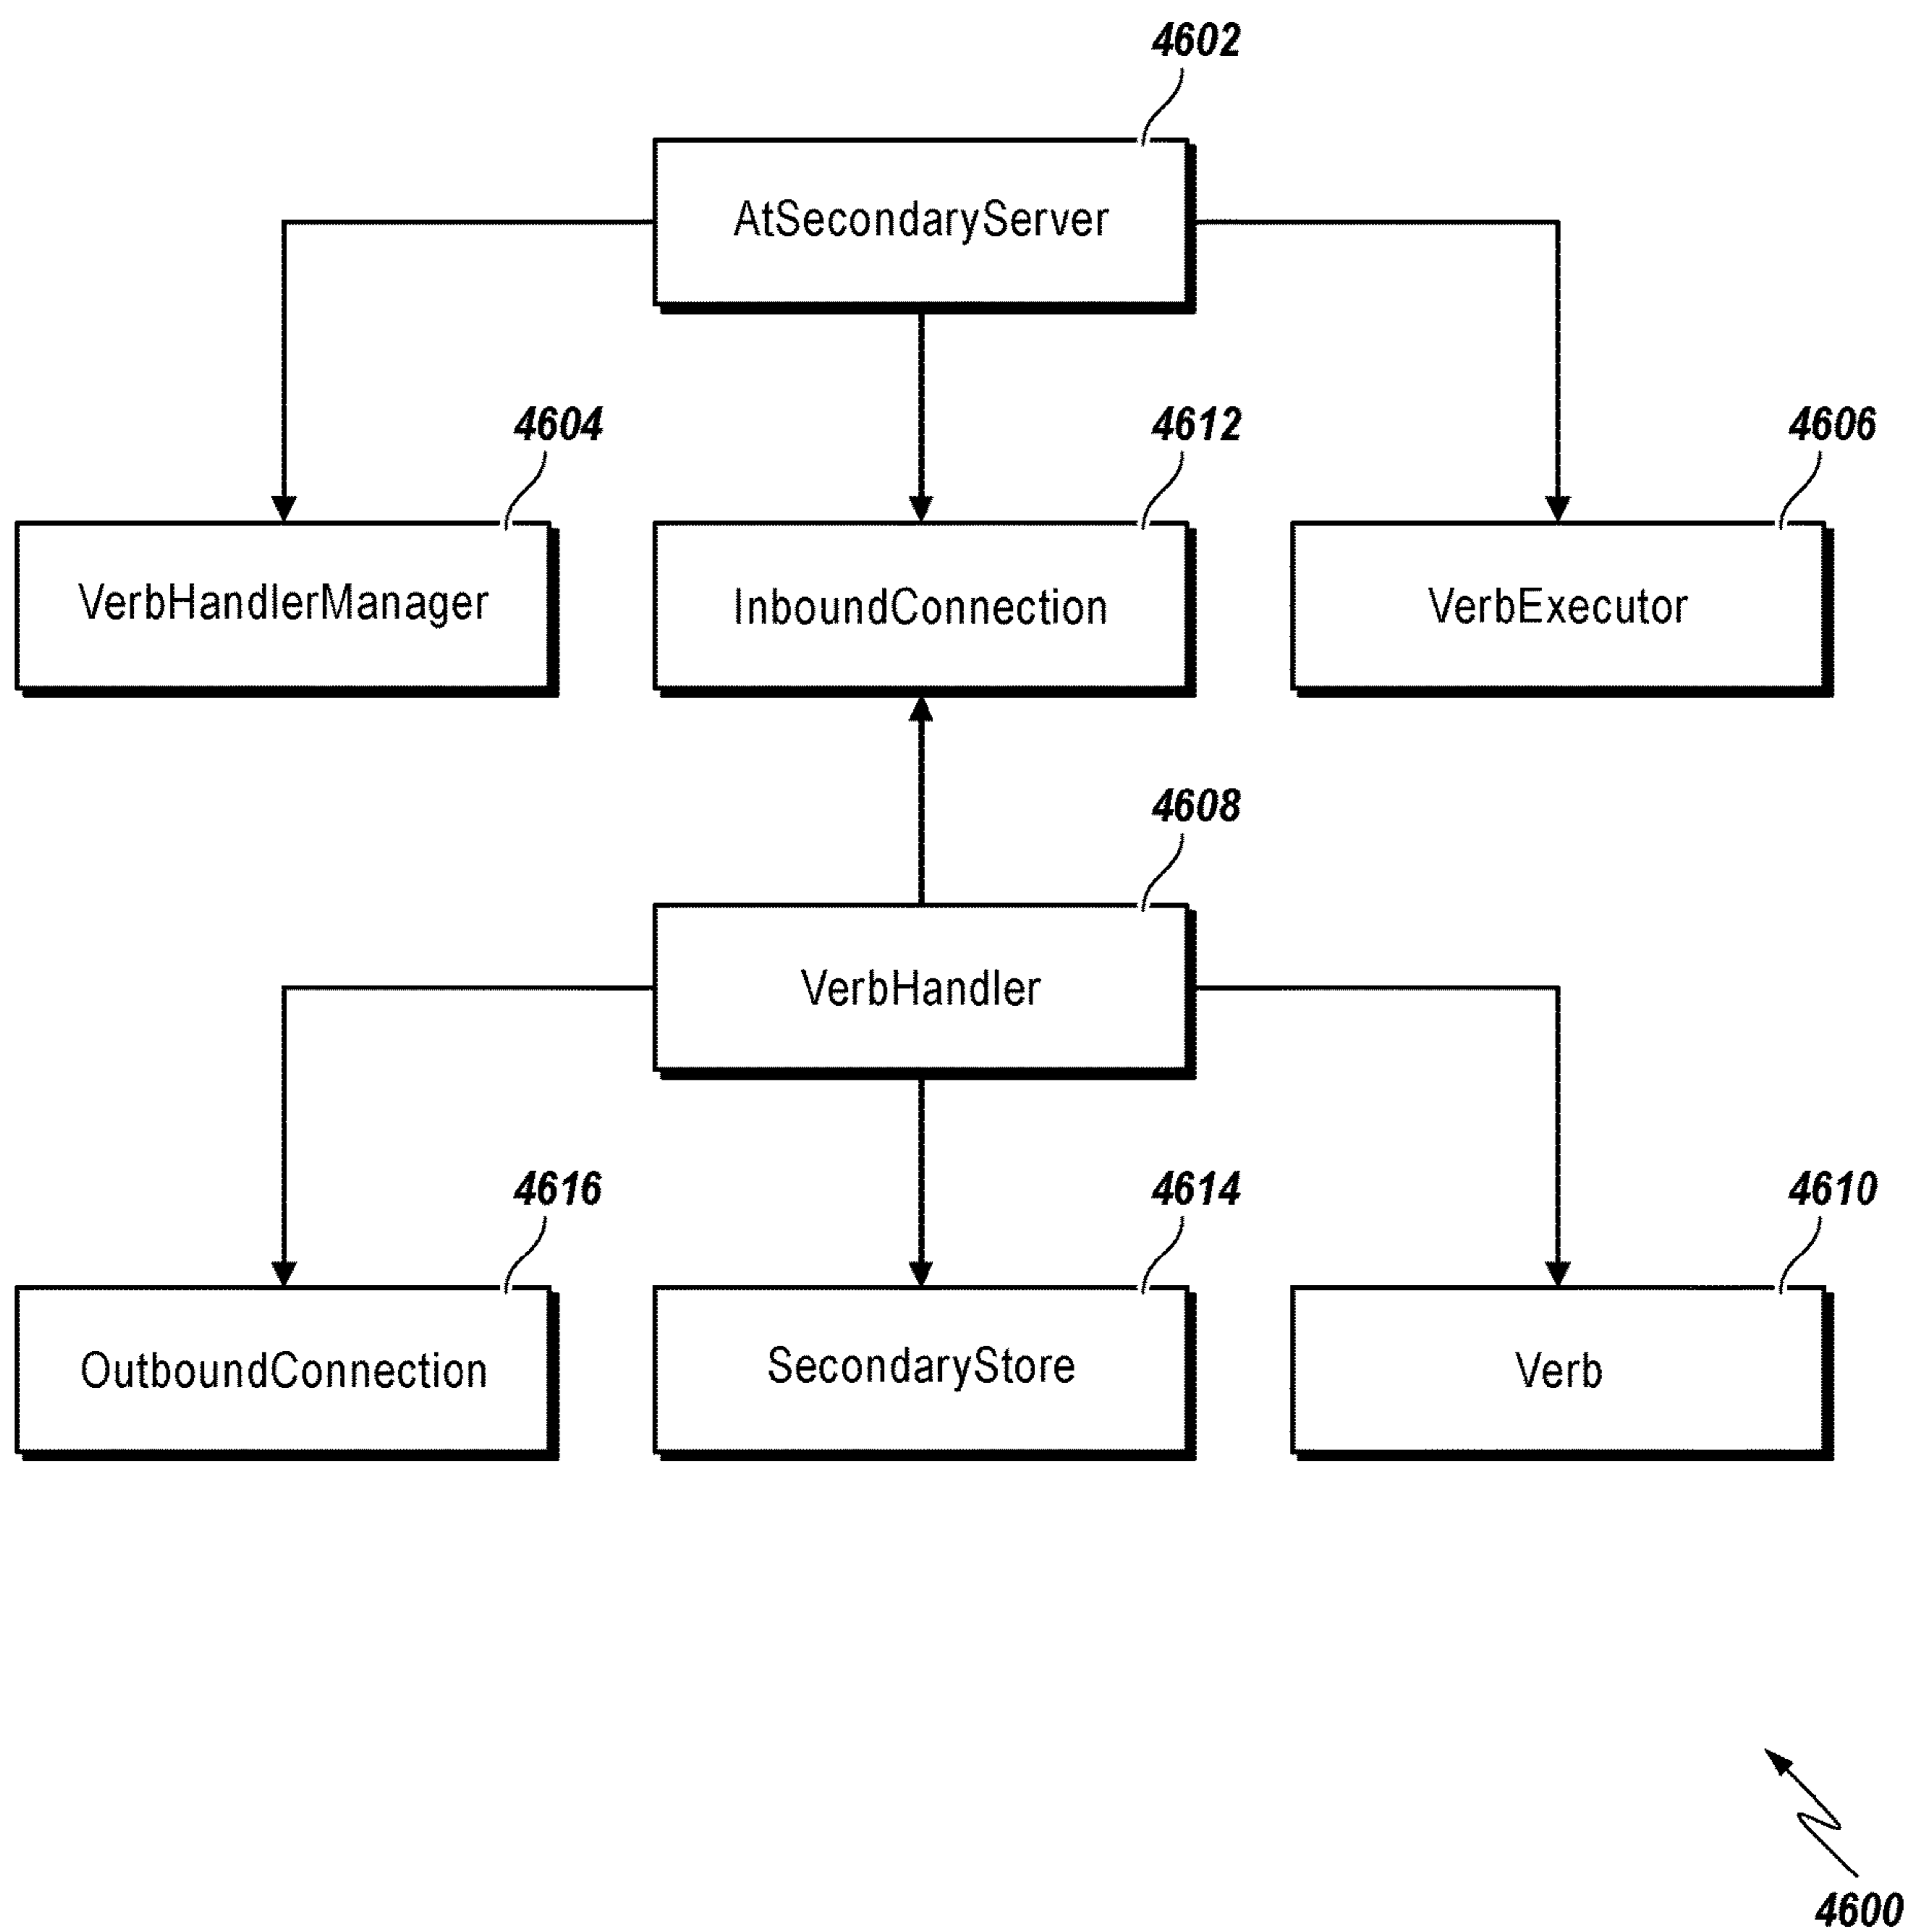 4602
AtSecondaryServer
4604
4612
4606
VerbHandlerManager
InboundConnection
VerbExecutor
4608
VerbHandler
4616
4614
4610
OutboundConnection
SecondaryStore
Verb
4600